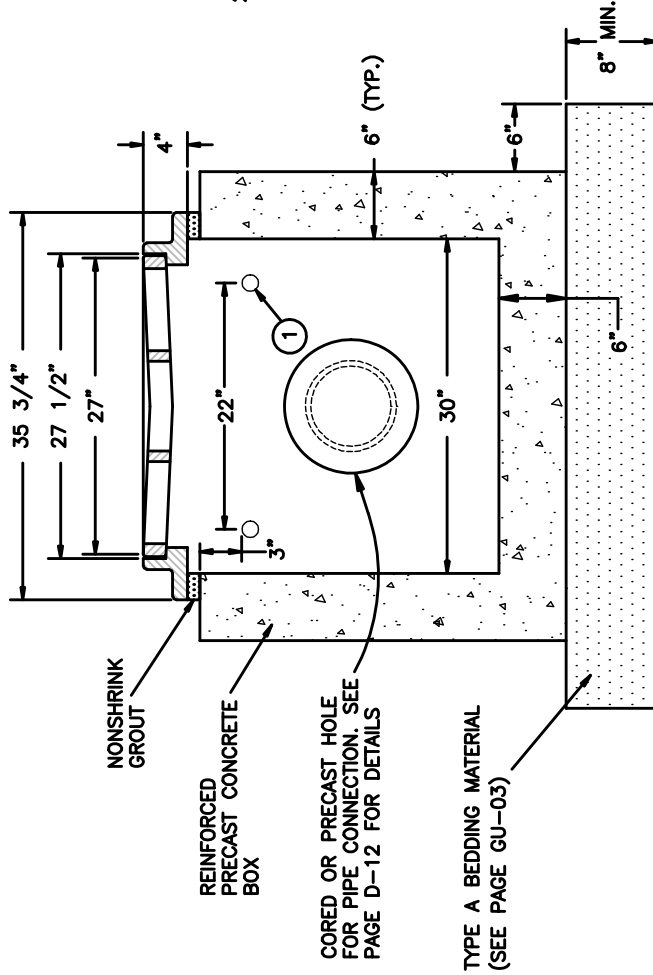 35 3/4"
27 1/2"
27"
4"
22"
3"
1
6" (TYP.)
30"
6"
6"
8" MIN.
NONSHRINK
GROUT
REINFORCED
PRECAST CONCRETE
BOX
CORED OR PRECAST HOLE
FOR PIPE CONNECTION. SEE
PAGE D-12 FOR DETAILS
TYPE A BEDDING MATERIAL
(SEE PAGE GU-03)